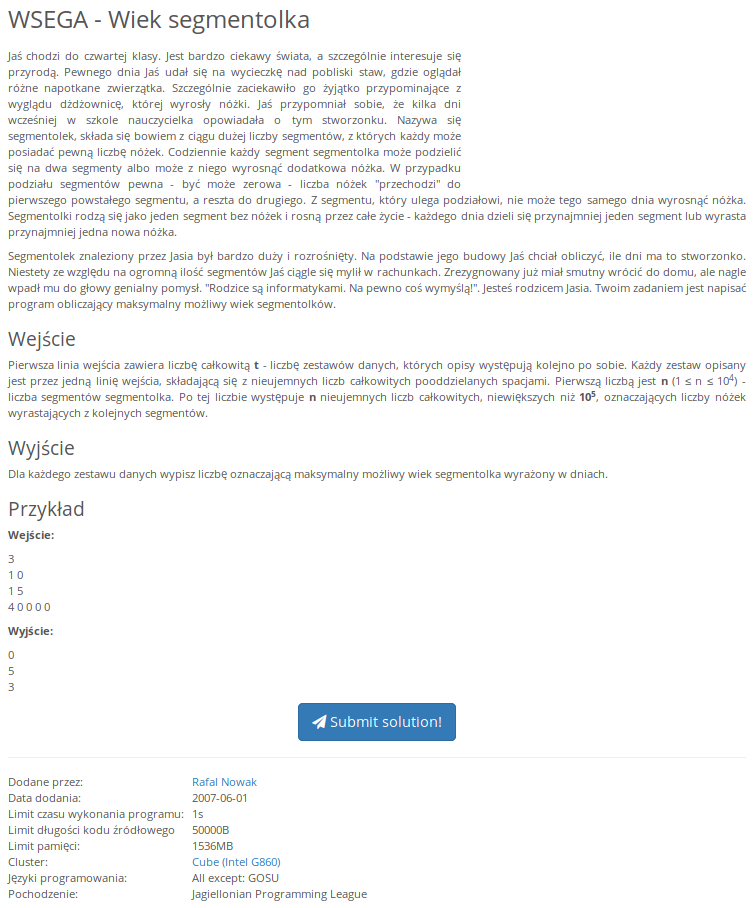 WSEGA - Wiek segmentolka
Jaś chodzi do czwartej klasy. Jest bardzo ciekawy świata, a szczególnie interesuje się
przyrodą. Pewnego dnia Jaś udał się na wycieczkę nad pobliski staw, gdzie oglądał
różne napotkane zwierzątka. Szczególnie zaciekawiło go żyjątko przypominające z
wyglądu dżdżownicę, której wyrosły nóżki. Jaś przypomniał sobie, że kilka dni
wcześniej w szkole nauczycielka opowiadała o tym stworzonku. Nazywa się
segmentolek, składa się bowiem z ciągu dużej liczby segmentów, z których każdy może
posiadać pewną liczbę nóżek. Codziennie każdy segment segmentolka może podzielić
się na dwa segmenty albo może z niego wyrosnąć dodatkowa nóżka. W przypadku
podziału segmentów pewna - być może zerowa - liczba nóżek "przechodzi" do
pierwszego powstałego segmentu, a reszta do drugiego. Z segmentu, który ulega podziałowi, nie może tego samego dnia wyrosnąć nóżka.
Segmentolki rodzą się jako jeden segment bez nóżek i rosną przez całe życie - każdego dnia dzieli się przynajmniej jeden segment lub wyrasta
przynajmniej jedna nowa nóżka.
Segmentolek znaleziony przez Jasia był bardzo duży i rozrośnięty. Na podstawie jego budowy Jaś chciał obliczyć, ile dni ma to stworzonko.
Niestety ze względu na ogromną ilość segmentów Jaś ciągle się mylił w rachunkach. Zrezygnowany już miał smutny wrócić do domu, ale nagle
wpadł mu do głowy genialny pomysł. "Rodzice są informatykami. Na pewno coś wymyślą!". Jesteś rodzicem Jasia. Twoim zadaniem jest napisać
program obliczający maksymalny możliwy wiek segmentolków.
Wejście
Pierwsza linia wejścia zawiera liczbę całkowitą t - liczbę zestawów danych, których opisy występują kolejno po sobie. Każdy zestaw opisany
jest przez jedną linię wejścia, składającą się z nieujemnych liczb całkowitych pooddzielanych spacjami. Pierwszą liczbą jest n (1 ≤ n ≤ 10^4) -
liczba segmentów segmentolka. Po tej liczbie występuje n nieujemnych liczb całkowitych, niewiększych niż 10^5, oznaczających liczby nóżek
wyrastających z kolejnych segmentów.
Wyjście
Dla każdego zestawu danych wypisz liczbę oznaczającą maksymalny możliwy wiek segmentolka wyrażony w dniach.
Przykład
Wejście:
3
1 0
1 5
4 0 0 0 0
Wyjście:
0
5
3
Submit solution!
Dodane przez: Rafal Nowak
Data dodania: 2007-06-01
Limit czasu wykonania programu: 1s
Limit długości kodu źródłowego 50000B
Limit pamięci: 1536MB
Cluster: Cube (Intel G860)
Języki programowania: All except: GOSU
Pochodzenie: Jagiellonian Programming League